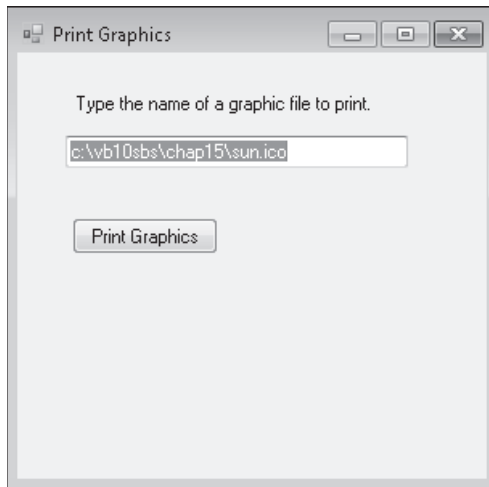 Print Graphics
Type the name of a graphic file to print.
c:\vb10sbs\chap15\sun.ico
Print Graphics